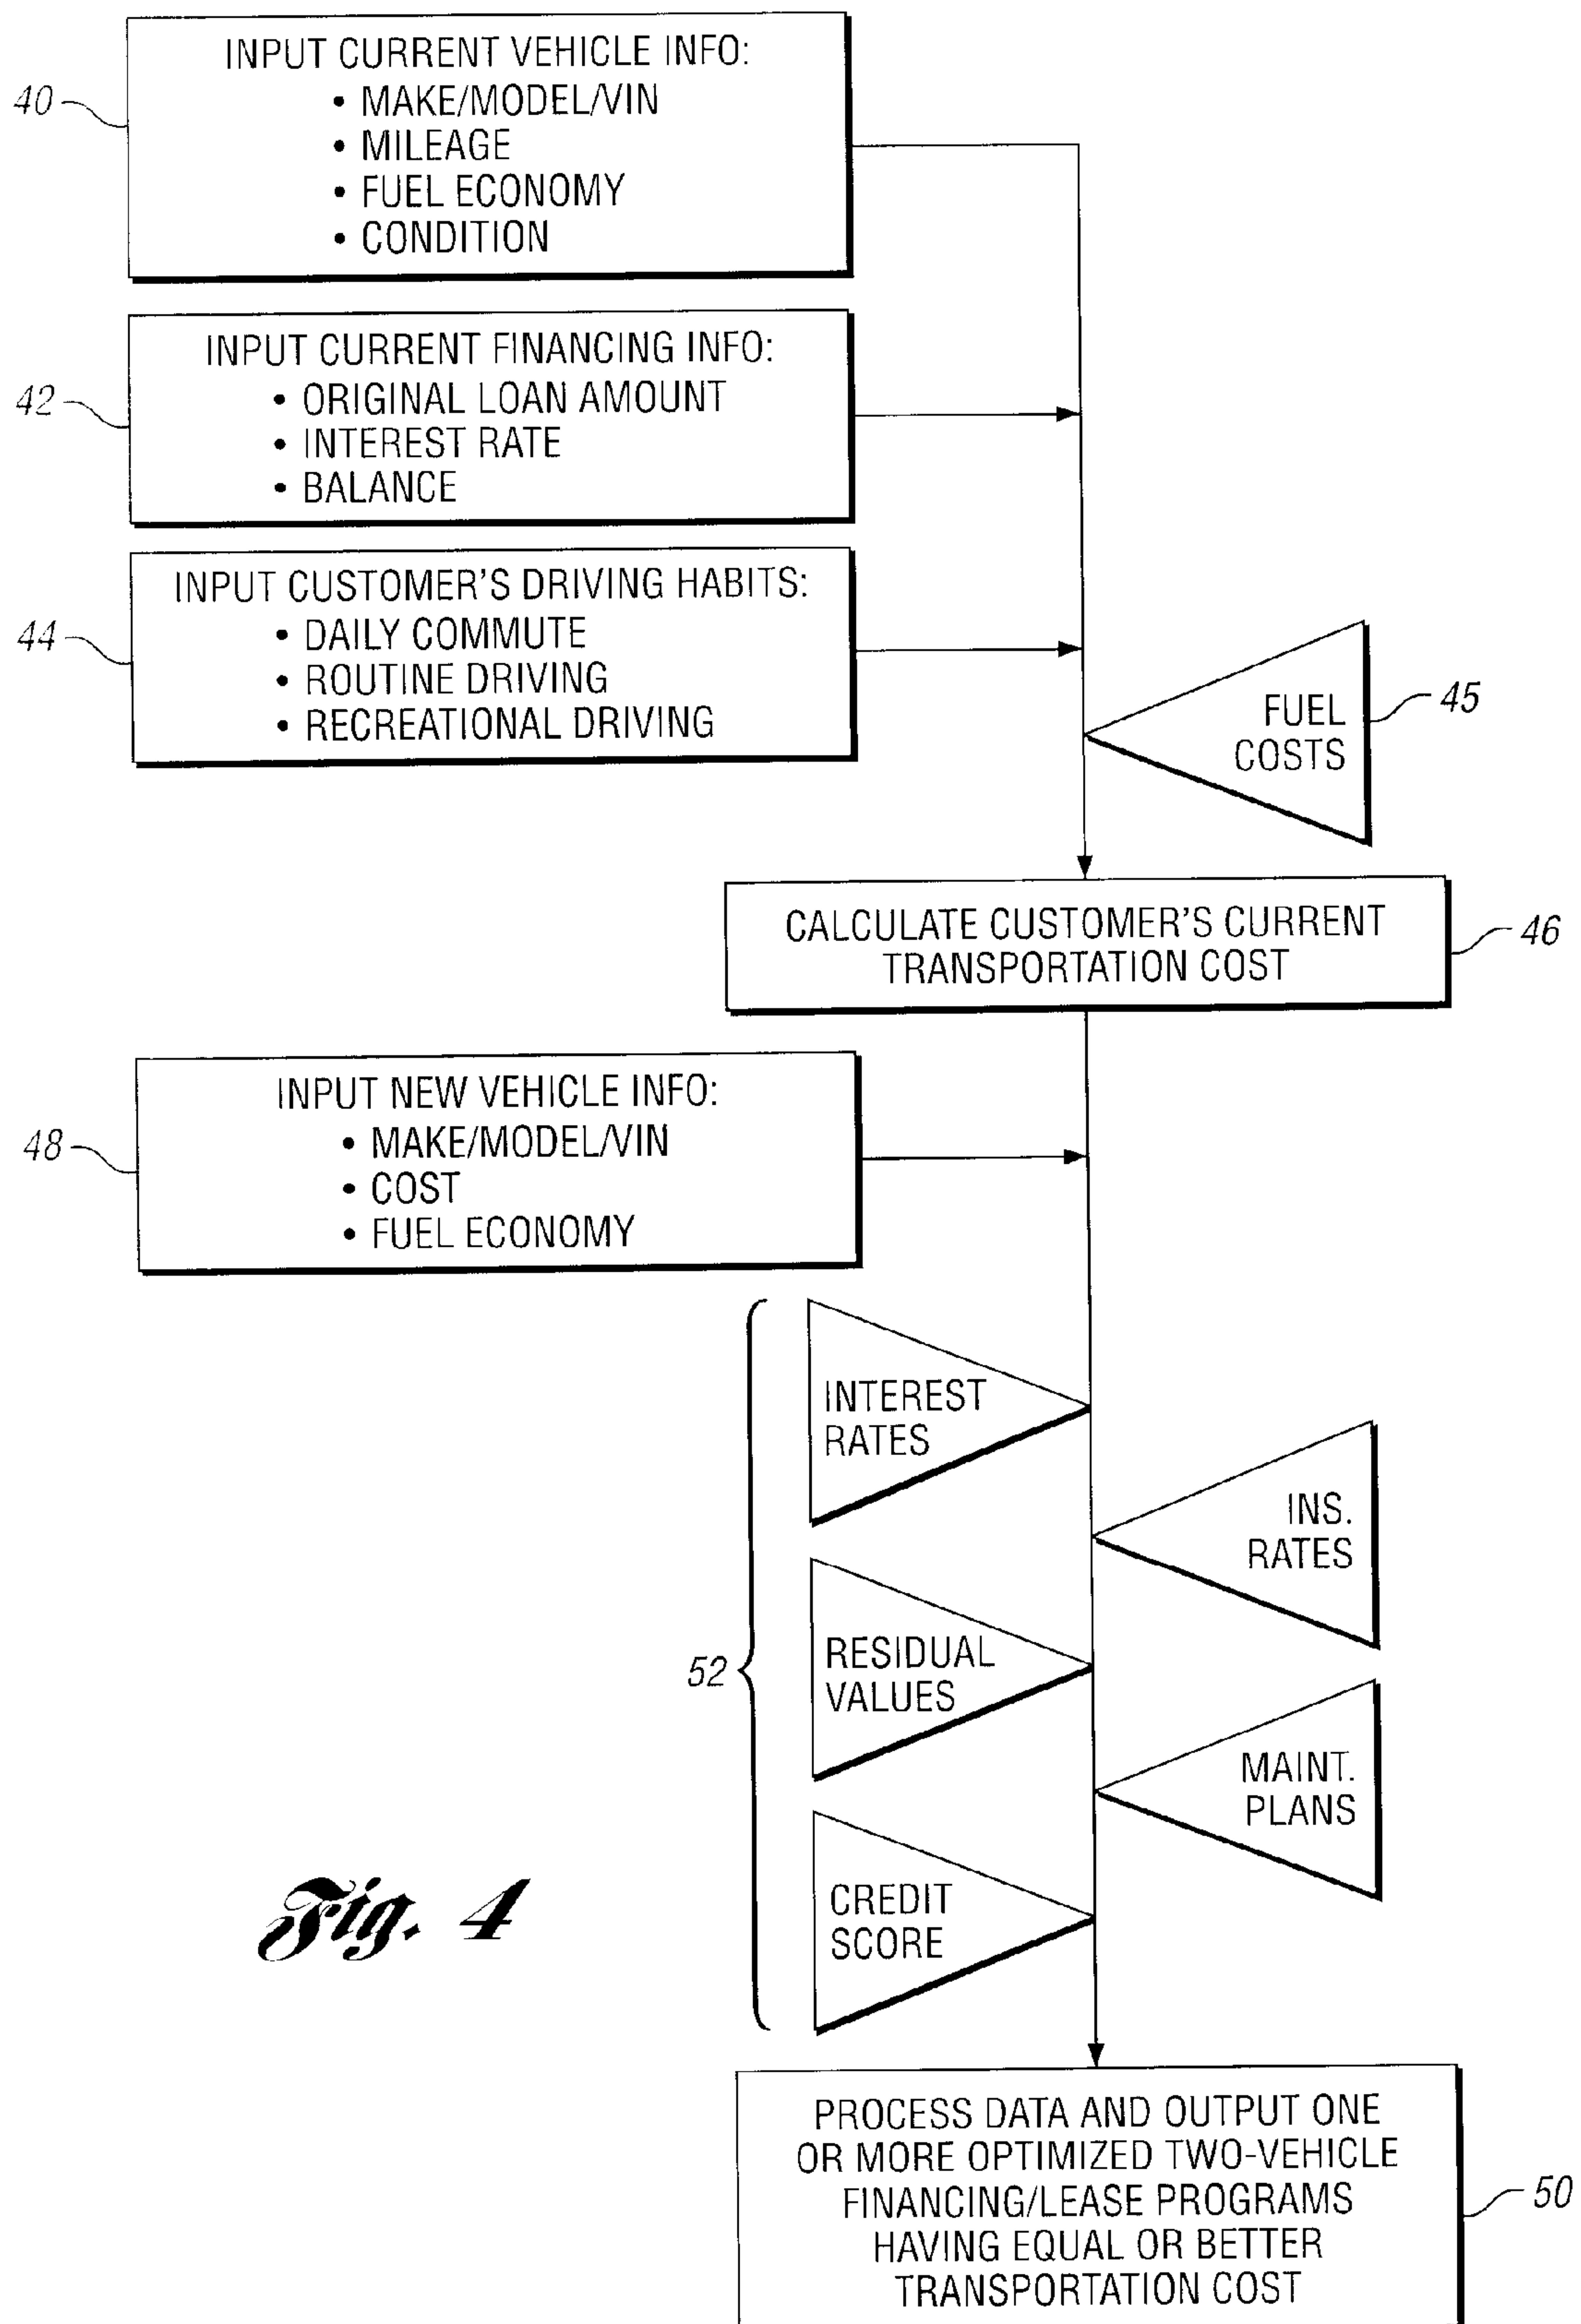 40
INPUT CURRENT VEHICLE INFO:
• MAKE/MODEL/VIN
• MILEAGE
• FUEL ECONOMY
• CONDITION
42
INPUT CURRENT FINANCING INFO:
• ORIGINAL LOAN AMOUNT
• INTEREST RATE
• BALANCE
44
INPUT CUSTOMER'S DRIVING HABITS:
• DAILY COMMUTE
• ROUTINE DRIVING
• RECREATIONAL DRIVING
FUEL
COSTS
45
CALCULATE CUSTOMER'S CURRENT
TRANSPORTATION COST
46
48
INPUT NEW VEHICLE INFO:
• MAKE/MODEL/VIN
• COST
• FUEL ECONOMY
52
INTEREST
RATES
INS.
RATES
RESIDUAL
VALUES
MAINT.
PLANS
CREDIT
SCORE
Fig. 4
PROCESS DATA AND OUTPUT ONE
OR MORE OPTIMIZED TWO-VEHICLE
FINANCING/LEASE PROGRAMS
HAVING EQUAL OR BETTER
TRANSPORTATION COST
50